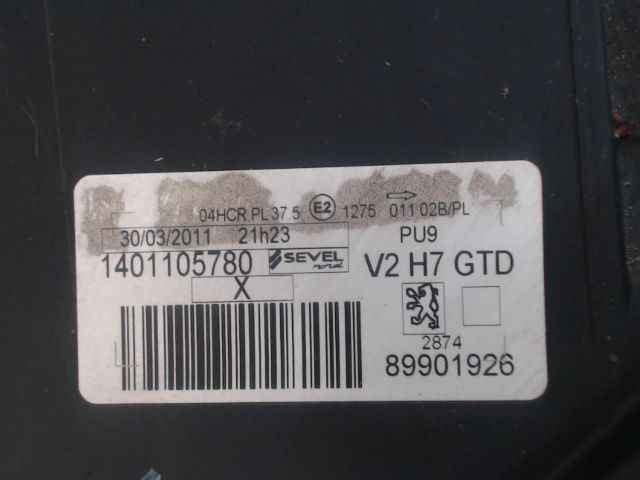 04HCR PL 37 5 E2 1275 011 02B/PL
30/03/2011 21h23 PU9
1401105780 SEVEL V2 H7 GTD
X
2874
89901926